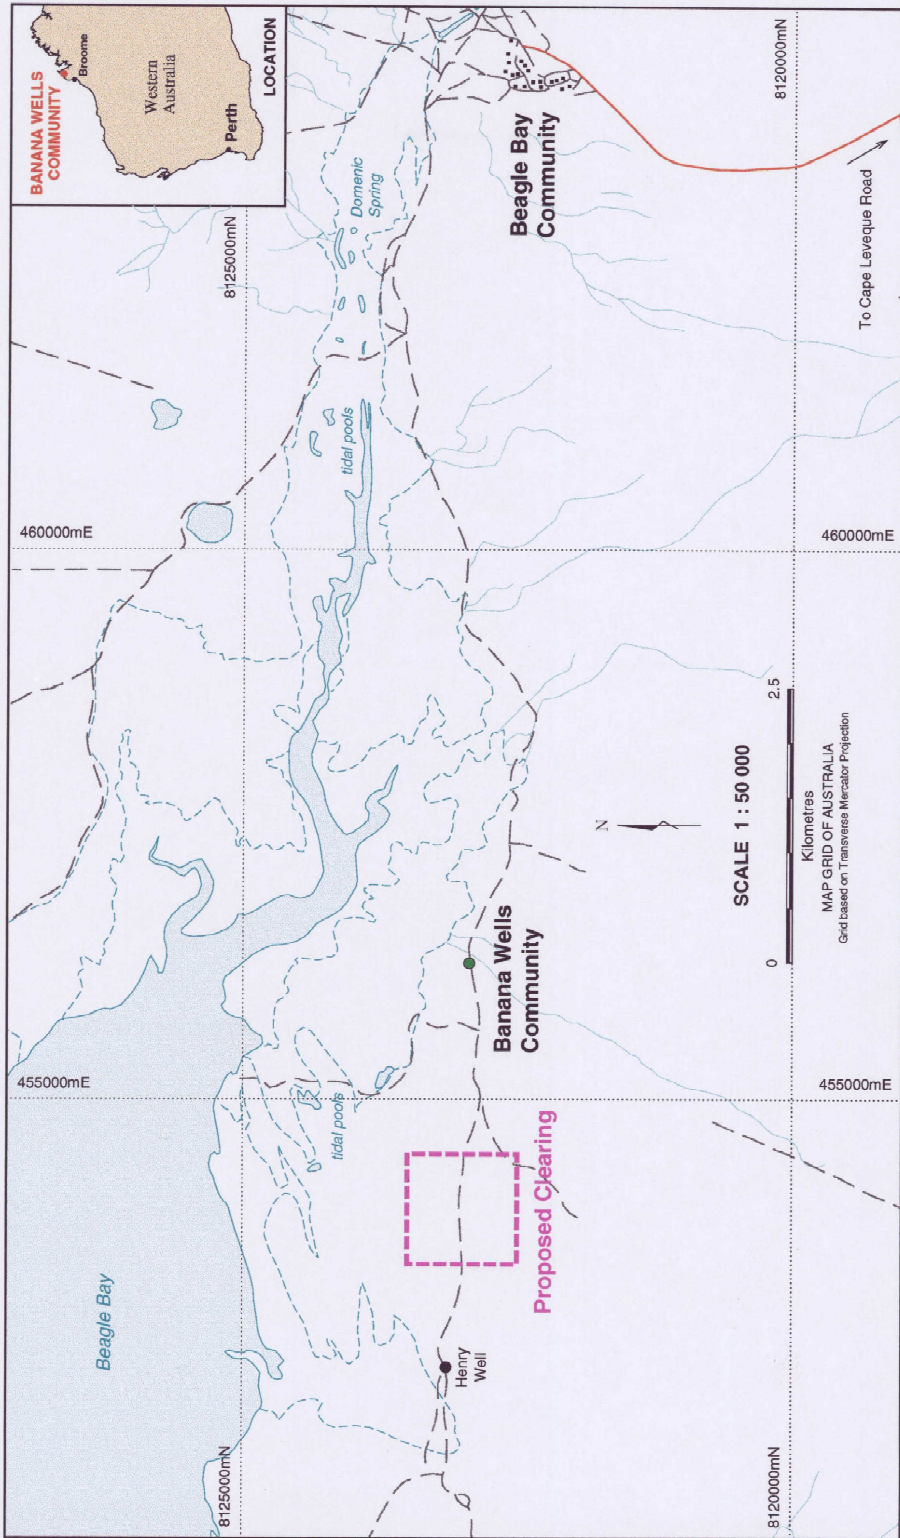 BANANA WELLS
COMMUNITY
Broome
Western
Australia
Perth
LOCATION
8125000mN
Domenic
Spring
Beagle Bay
Community
8120000mN
To Cape Leveque Road
tidal pools
460000mE
460000mE
SCALE 1 : 50 000
0
2.5
Kilometres
MAP GRID OF AUSTRALIA
Grid based on Transverse Mercator Projection
N
Banana Wells
Community
455000mE
455000mE
tidal pools
Proposed Clearing
Beagle Bay
Henry
Well
8125000mN
8120000mN